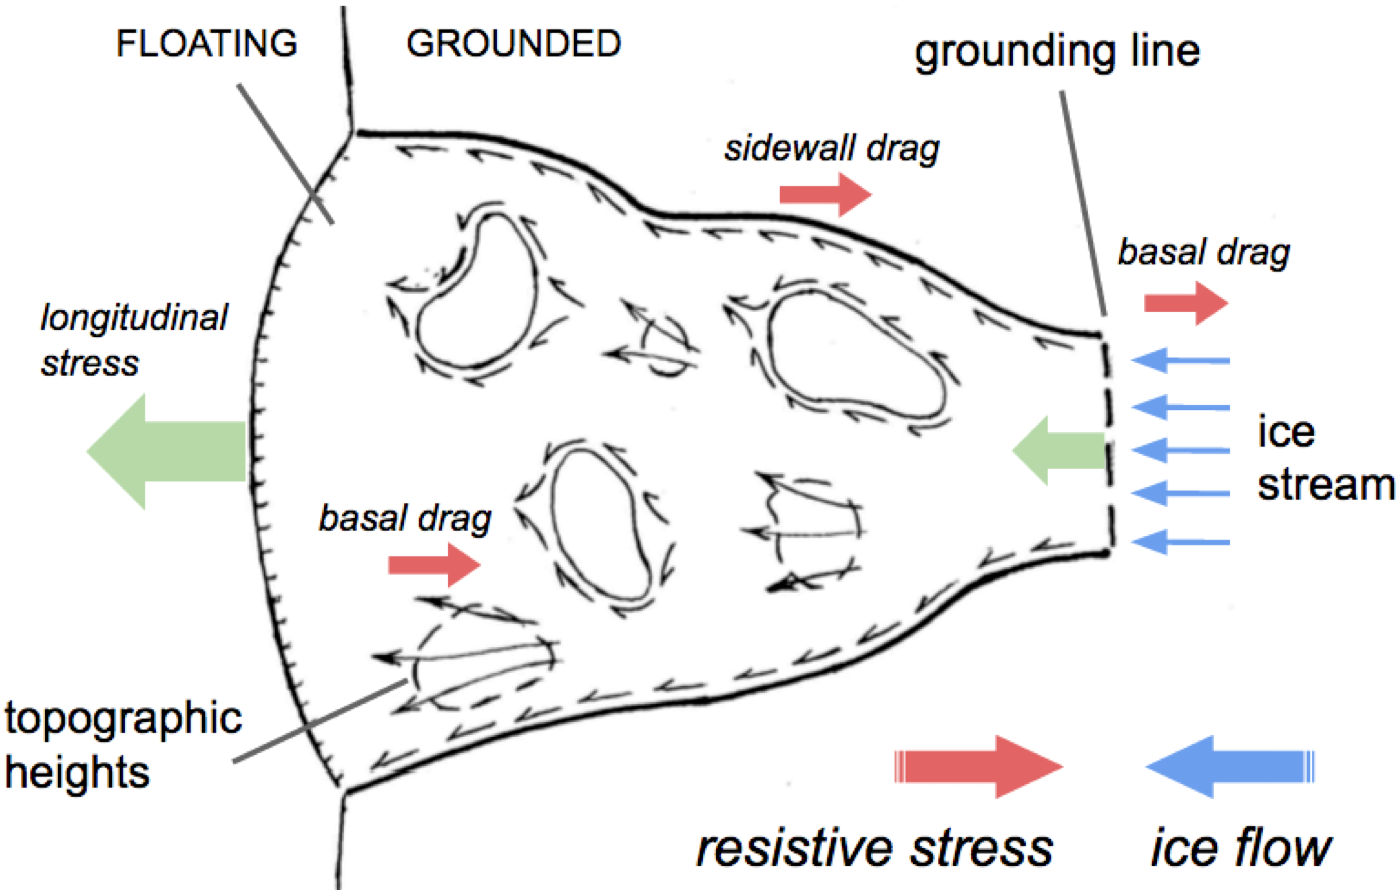 FLOATING
GROUNDED
grounding line
sidewall drag
basal drag
longitudinal
stress
ice
stream
basal drag
topographic
heights
resistive stress
ice flow